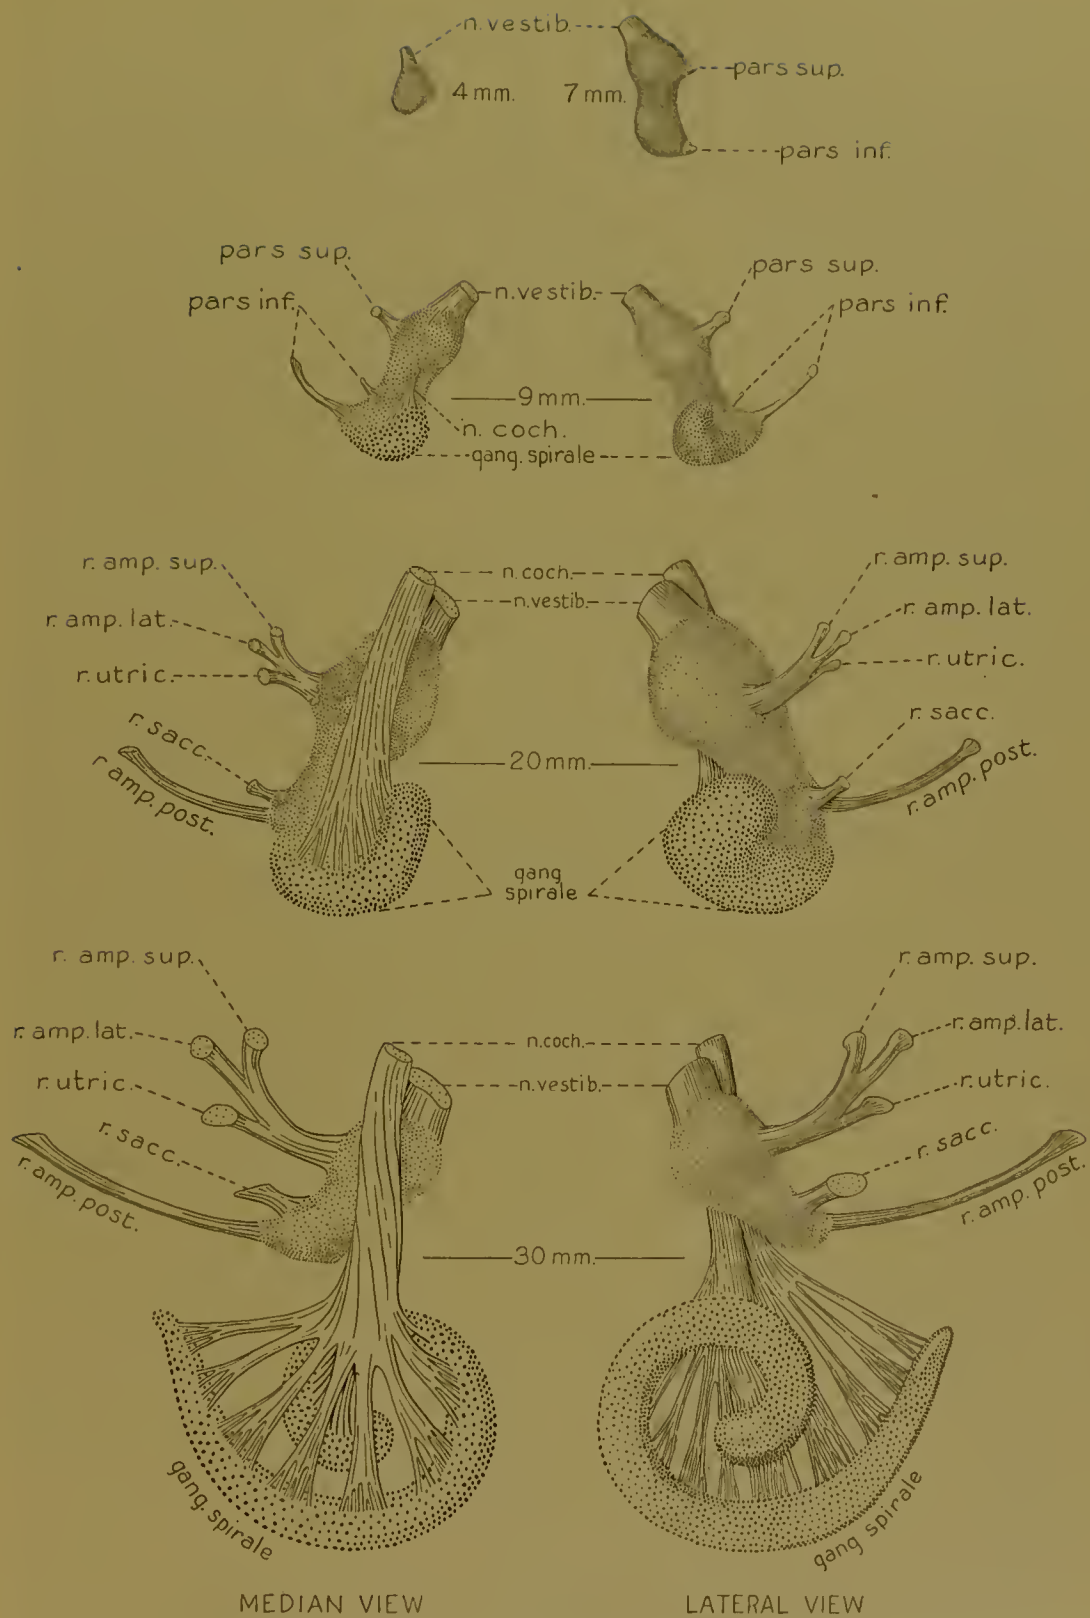 n. vestib.
4 mm.
7 mm.
pars sup.
pars inf.
pars sup.
pars inf.
n. vestib.
pars sup.
pars inf.
9 mm.
n. coch.
gang. spirale
r. amp. sup.
r. amp. lat.
r. utric.
r. sacc.
r amp. post.
n. coch.
n. vestib.
r. amp. sup.
r. amp. lat.
r. utric.
r. sacc.
r. amp. post.
20 mm.
gang
spirale
r. amp. sup.
r. amp. lat.
r. utric.
r. sacc.
r. amp. post.
n. coch.
n. vestib.
r. amp. sup.
r. amp. lat.
r. utric.
r. sacc.
r. amp. post.
30 mm.
gang. spirale
gang spirale
MEDIAN VIEW
LATERAL VIEW